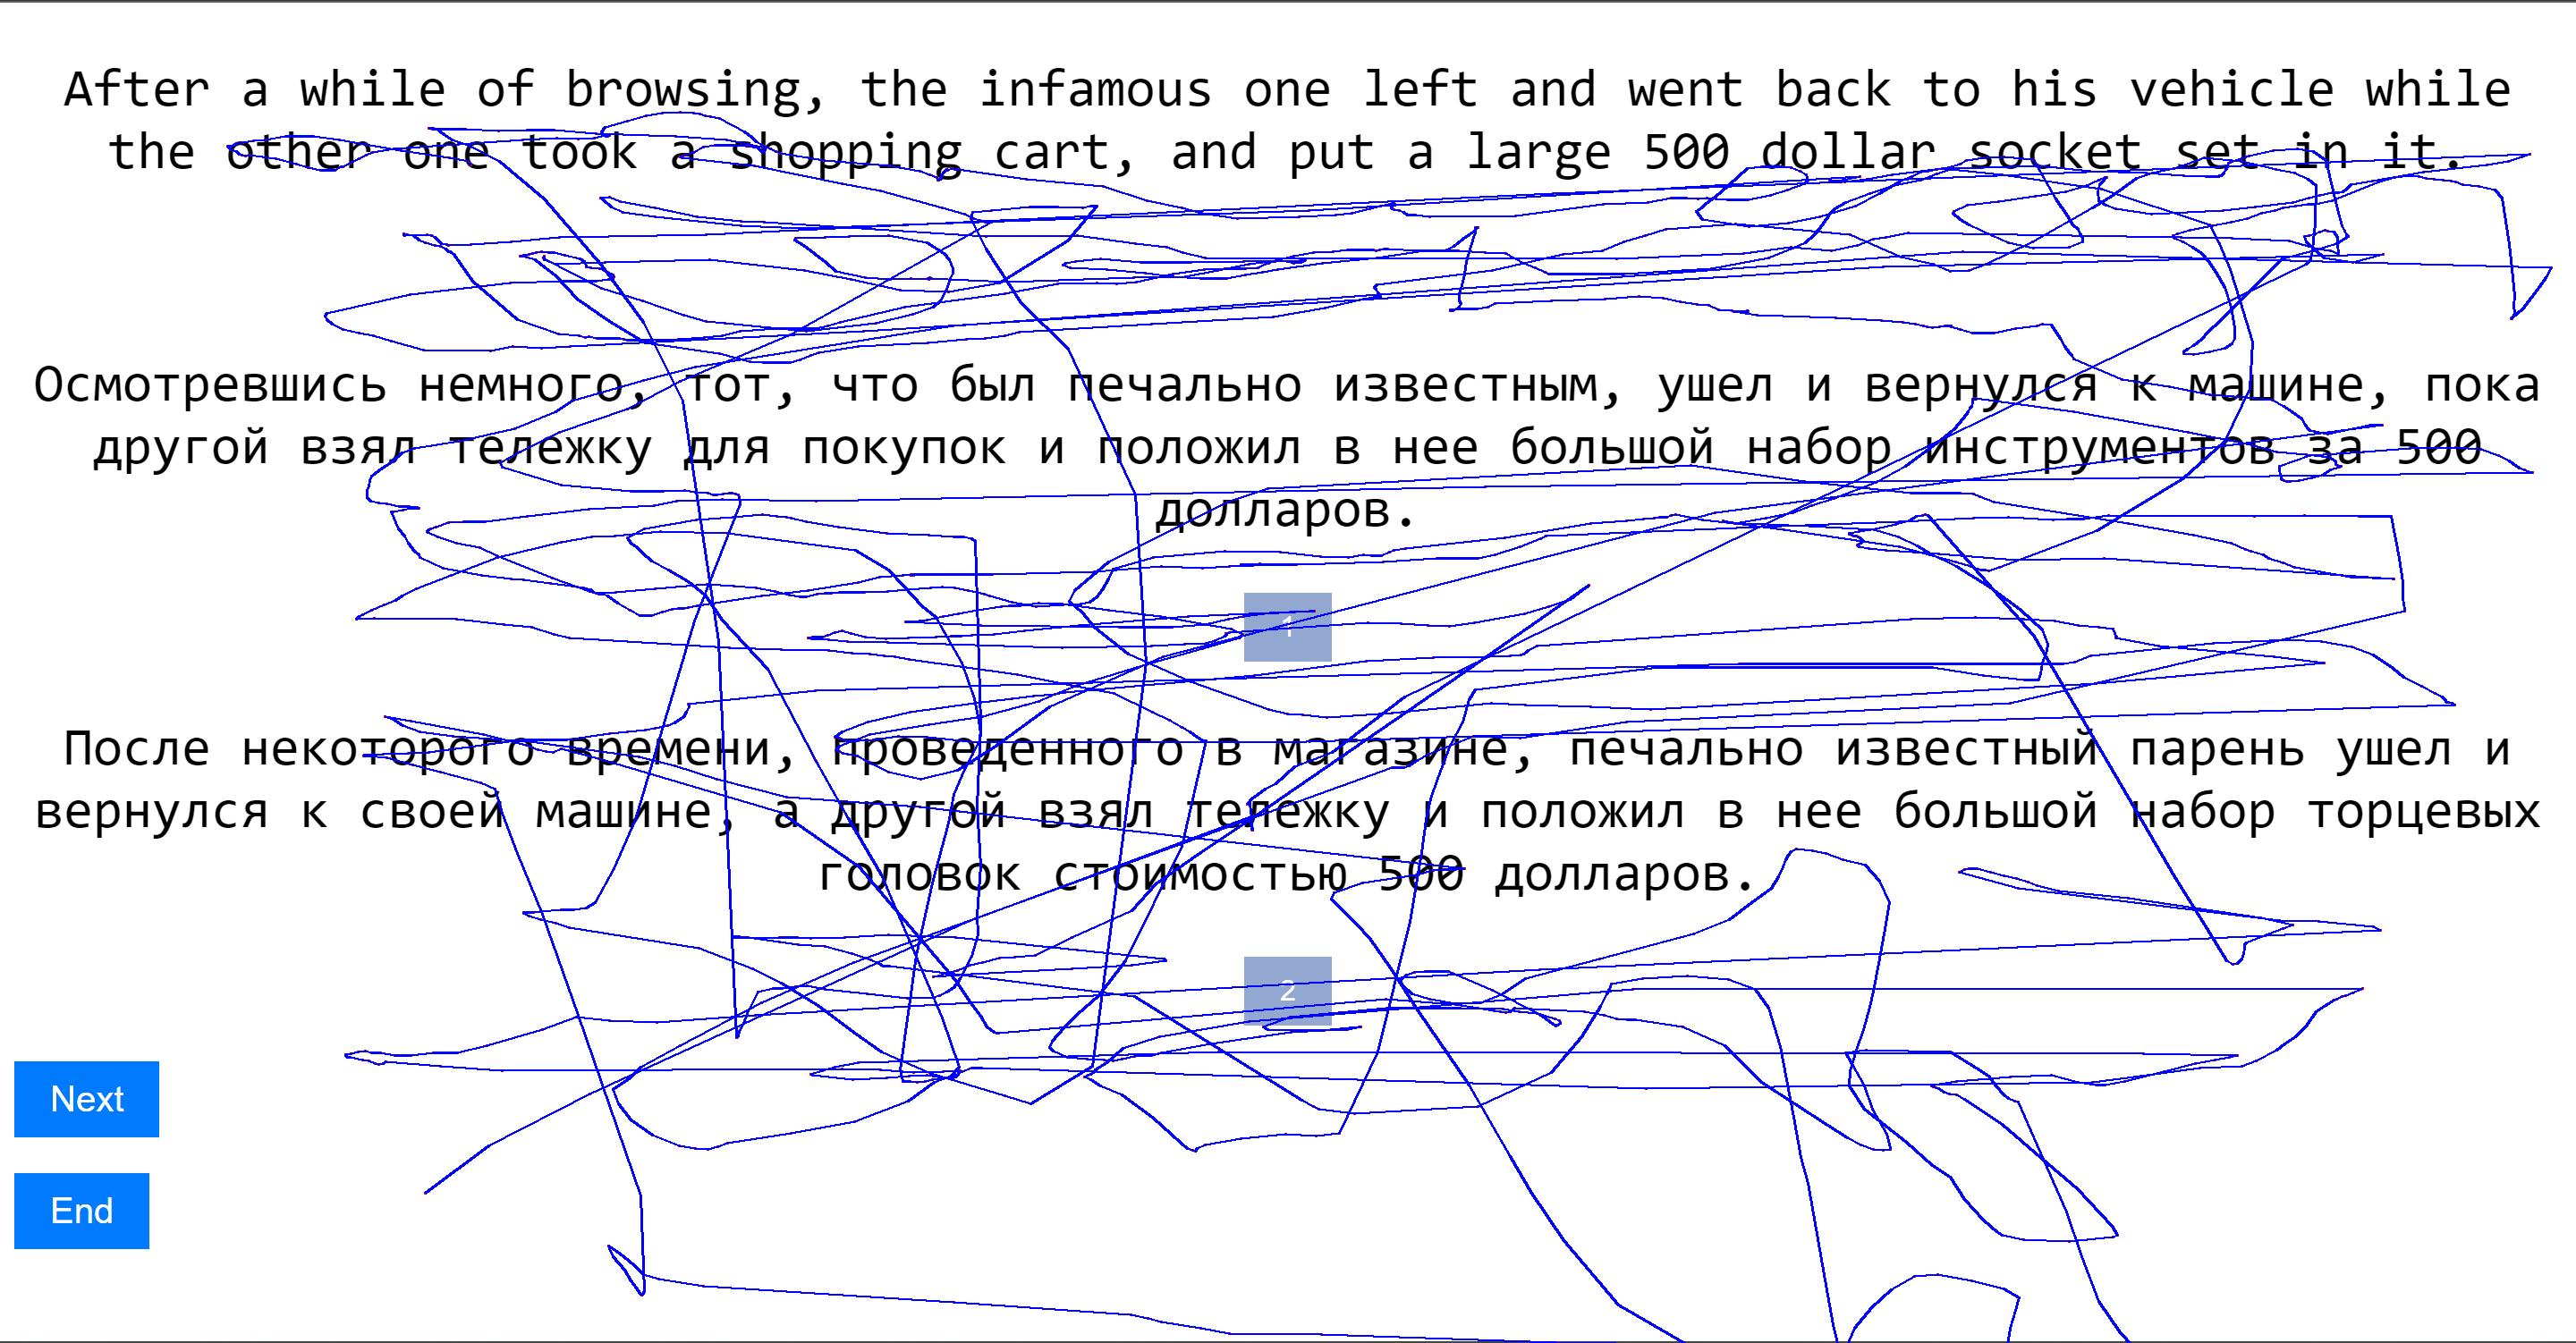 After a while of browsing, the infamous one left and went back to his vehicle while
the other one took a shopping cart, and put a large 500 dollar socket set in it.
Осмотревшись немного, тот, что был печально известным, ушел и вернулся к машине, пока
другой взял тележку для покупок и положил в нее большой набор инструментов за 500
долларов.
1
После некоторого времени, проведенного в магазине, печально известный парень ушел и
вернулся к своей машине, а другой взял тележку и положил в нее большой набор торцевых
головок стоимостью 500 долларов.
2
Next
End